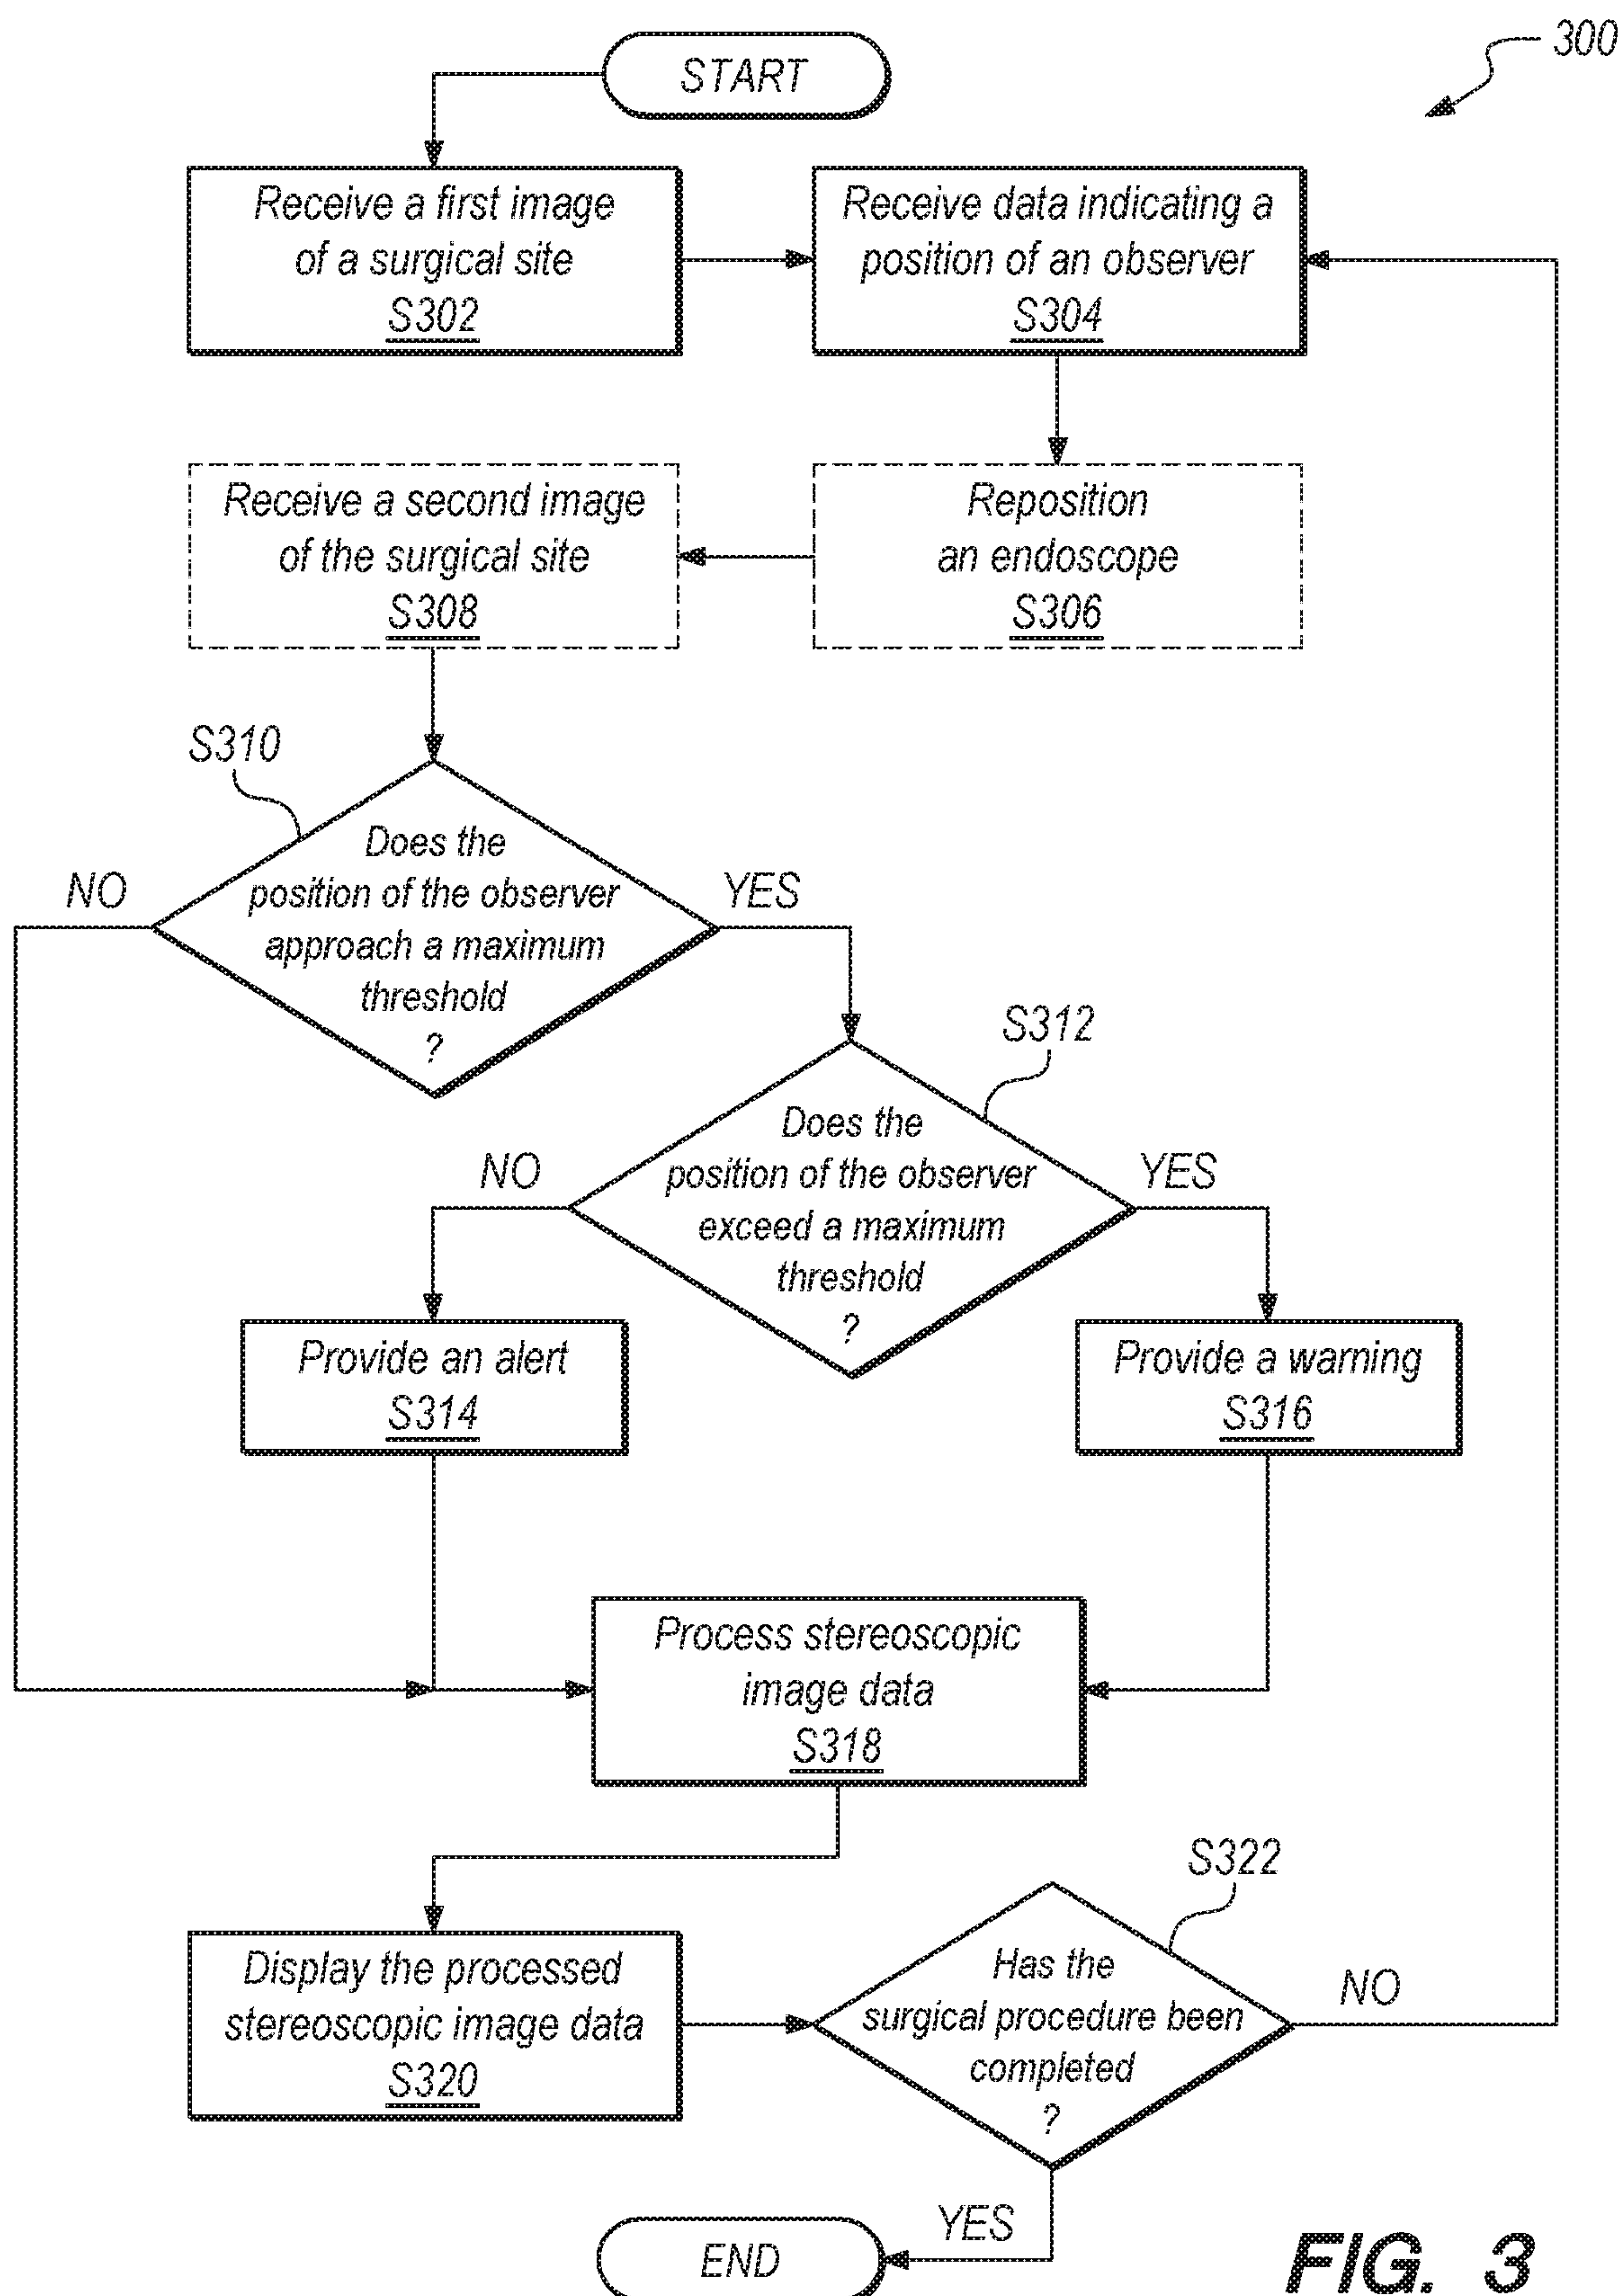 300
START
Receive a first image
of a surgical site
S302
Receive data indicating a
position of an observer
S304
Receive a second image
of the surgical site
S308
Reposition
an endoscope
S306
S310
Does the
position of the observer
approach a maximum
threshold
?
NO
YES
S312
Does the
position of the observer
exceed a maximum
threshold
?
NO
YES
Provide an alert
S314
Provide a warning
S316
Process stereoscopic
image data
S318
Display the processed
stereoscopic image data
S320
S322
Has the
surgical procedure been
completed
?
NO
YES
END
FIG. 3